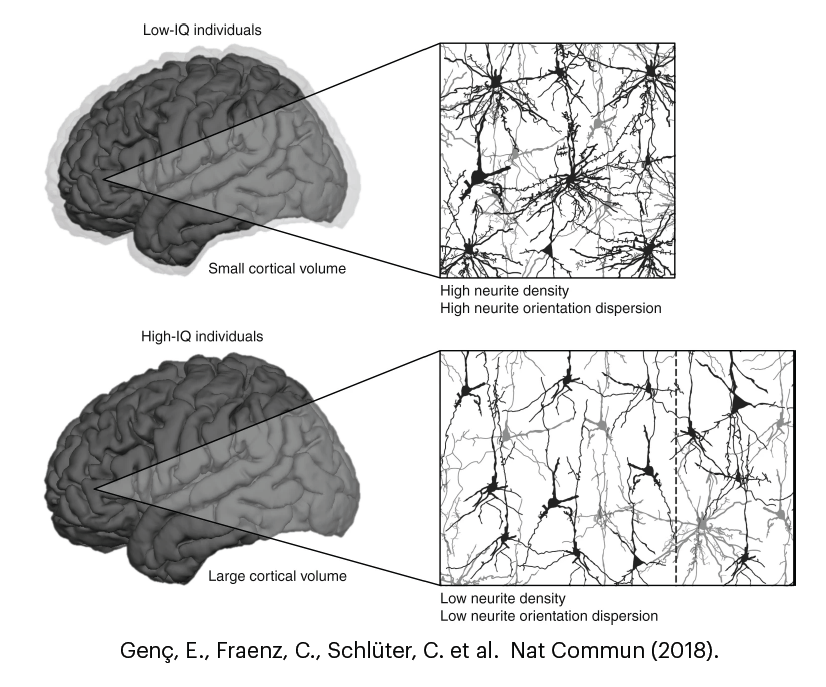 Low-IQ individuals
Small cortical volume
High neurite density
High neurite orientation dispersion
High-IQ individuals
Large cortical volume
Low neurite density
Low neurite orientation dispersion
Genç, E., Fraenz, C., Schlüter, C. et al. Nat Commun (2018).